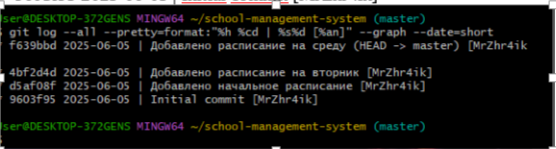 User@DESKTOP-372GENS MINGW64 ~/school-management-system (master)
git log --all --pretty=format:"%h %cd | %s%d [%an]" --graph --date=short
f639bbd 2025-06-05 | Добавлено расписание на среду (HEAD -> master) [MrZhr4ik
4bf2d4d 2025-06-05 | Добавлено расписание на вторник [MrZhr4ik]
d5af08f 2025-06-05 | Добавлено начальное расписание [MrZhr4ik]
9603f95 2025-06-05 | Initial commit [MrZhr4ik]
User@DESKTOP-372GENS MINGW64 ~/school-management-system (master)